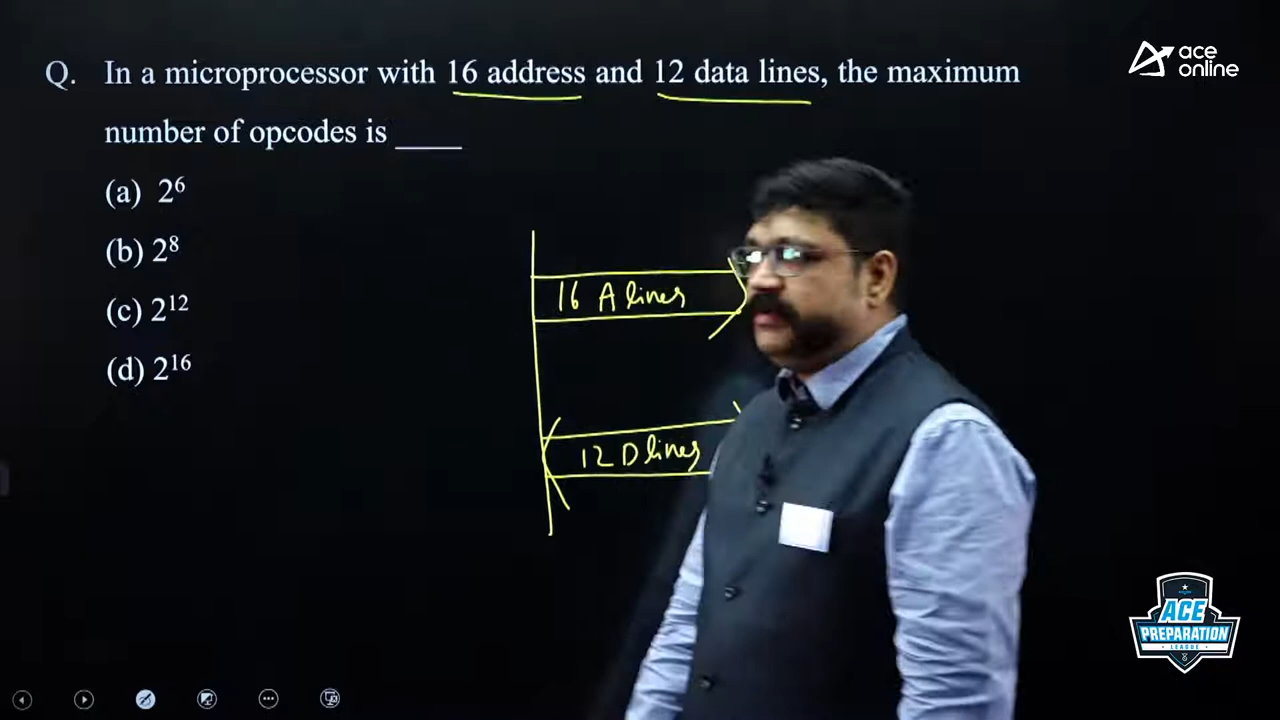 Q. In a microprocessor with 16 address and 12 data lines, the maximum
number of opcodes is ____
(a) 2⁶
(b) 2⁸
(c) 2¹²
(d) 2¹⁶
16 A lines
12 D lines
ace
online
ACE
PREPARATION
LEAGUE